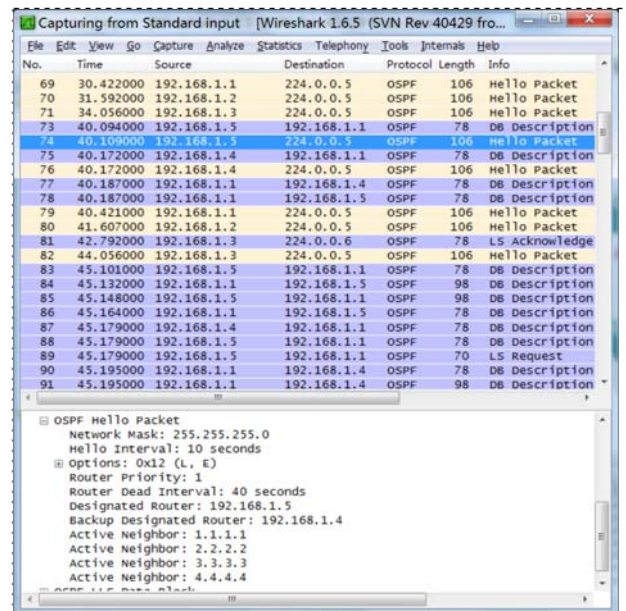 Capturing from Standard input [Wireshark 1.6.5 (SVN Rev 40429 fro...
File Edit View Go Capture Analyze Statistics Telephony Tools Internals Help
No. Time Source Destination Protocol Length Info
69 30.422000 192.168.1.1 224.0.0.5 OSPF 106 Hello Packet
70 31.592000 192.168.1.2 224.0.0.5 OSPF 106 Hello Packet
71 34.056000 192.168.1.3 224.0.0.5 OSPF 106 Hello Packet
73 40.094000 192.168.1.5 192.168.1.1 OSPF 78 DB Description
74 40.109000 192.168.1.5 224.0.0.5 OSPF 106 Hello Packet
75 40.172000 192.168.1.4 192.168.1.1 OSPF 78 DB Description
76 40.172000 192.168.1.4 224.0.0.5 OSPF 106 Hello Packet
77 40.187000 192.168.1.1 192.168.1.4 OSPF 78 DB Description
78 40.187000 192.168.1.1 192.168.1.5 OSPF 78 DB Description
79 40.421000 192.168.1.1 224.0.0.5 OSPF 106 Hello Packet
80 41.607000 192.168.1.2 224.0.0.5 OSPF 106 Hello Packet
81 42.792000 192.168.1.3 224.0.0.6 OSPF 78 LS Acknowledge
82 44.056000 192.168.1.3 224.0.0.5 OSPF 106 Hello Packet
83 45.101000 192.168.1.5 192.168.1.1 OSPF 78 DB Description
84 45.132000 192.168.1.1 192.168.1.5 OSPF 98 DB Description
85 45.148000 192.168.1.5 192.168.1.1 OSPF 98 DB Description
86 45.164000 192.168.1.1 192.168.1.5 OSPF 78 DB Description
87 45.179000 192.168.1.4 192.168.1.1 OSPF 78 DB Description
88 45.179000 192.168.1.5 192.168.1.1 OSPF 78 DB Description
89 45.179000 192.168.1.5 192.168.1.1 OSPF 70 LS Request
90 45.195000 192.168.1.1 192.168.1.4 OSPF 78 DB Description
91 45.195000 192.168.1.1 192.168.1.4 OSPF 98 DB Description
OSPF Hello Packet
Network Mask: 255.255.255.0
Hello Interval: 10 seconds
Options: 0x12 (L, E)
Router Priority: 1
Router Dead Interval: 40 seconds
Designated Router: 192.168.1.5
Backup Designated Router: 192.168.1.4
Active Neighbor: 1.1.1.1
Active Neighbor: 2.2.2.2
Active Neighbor: 3.3.3.3
Active Neighbor: 4.4.4.4
OSPF LLS Data Block